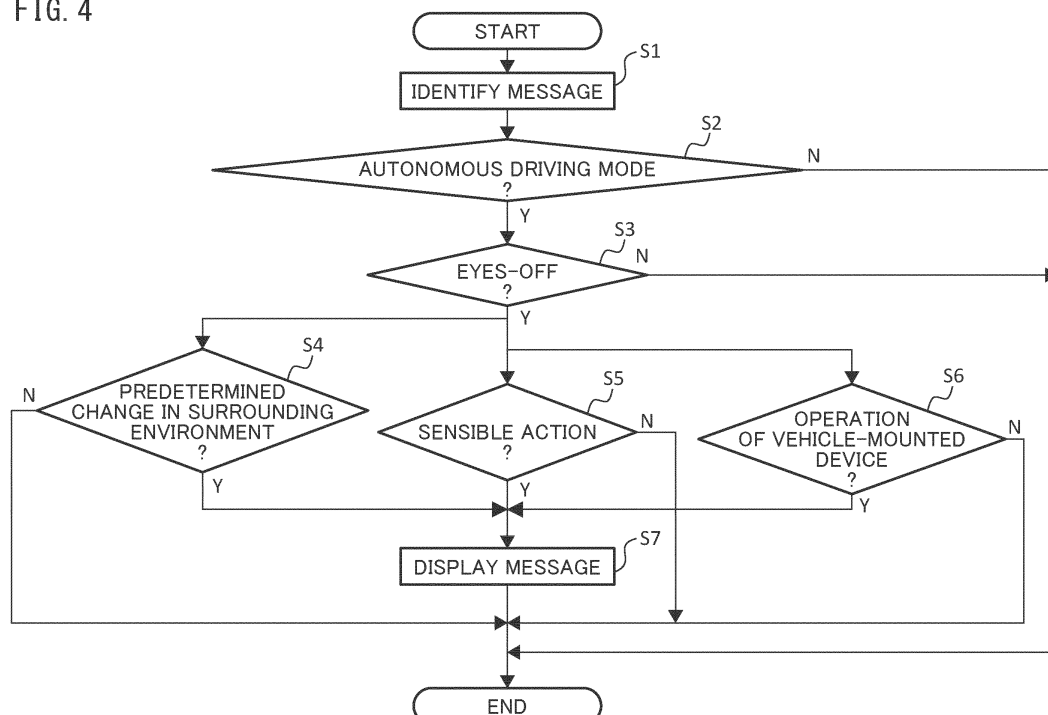 FIG. 4
START
S1
IDENTIFY MESSAGE
S2
AUTONOMOUS DRIVING MODE
?
N
Y
S3
EYES-OFF
?
N
Y
S4
PREDETERMINED
CHANGE IN SURROUNDING
ENVIRONMENT
?
N
Y
S5
SENSIBLE ACTION
?
N
Y
S6
OPERATION
OF VEHICLE-MOUNTED
DEVICE
?
N
Y
S7
DISPLAY MESSAGE
END